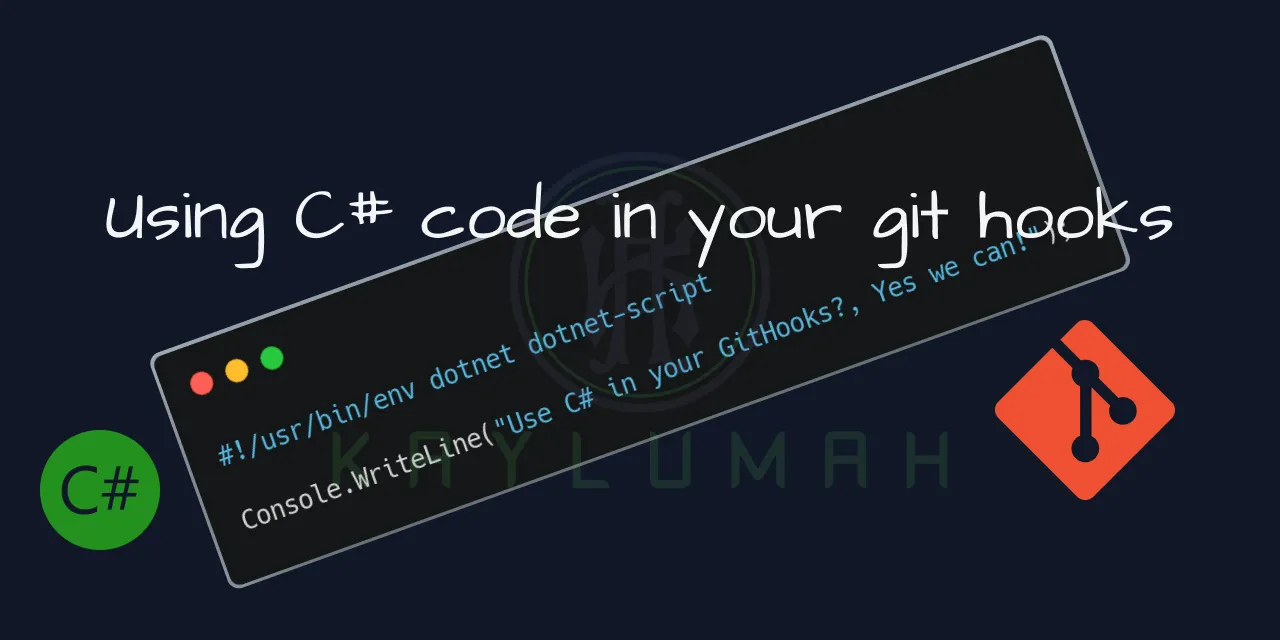 Using C# code in your git hooks
#!/usr/bin/env dotnet dotnet-script
Console.WriteLine("Use C# in your GitHooks?, Yes we can!");
KAYLUMAH
C#